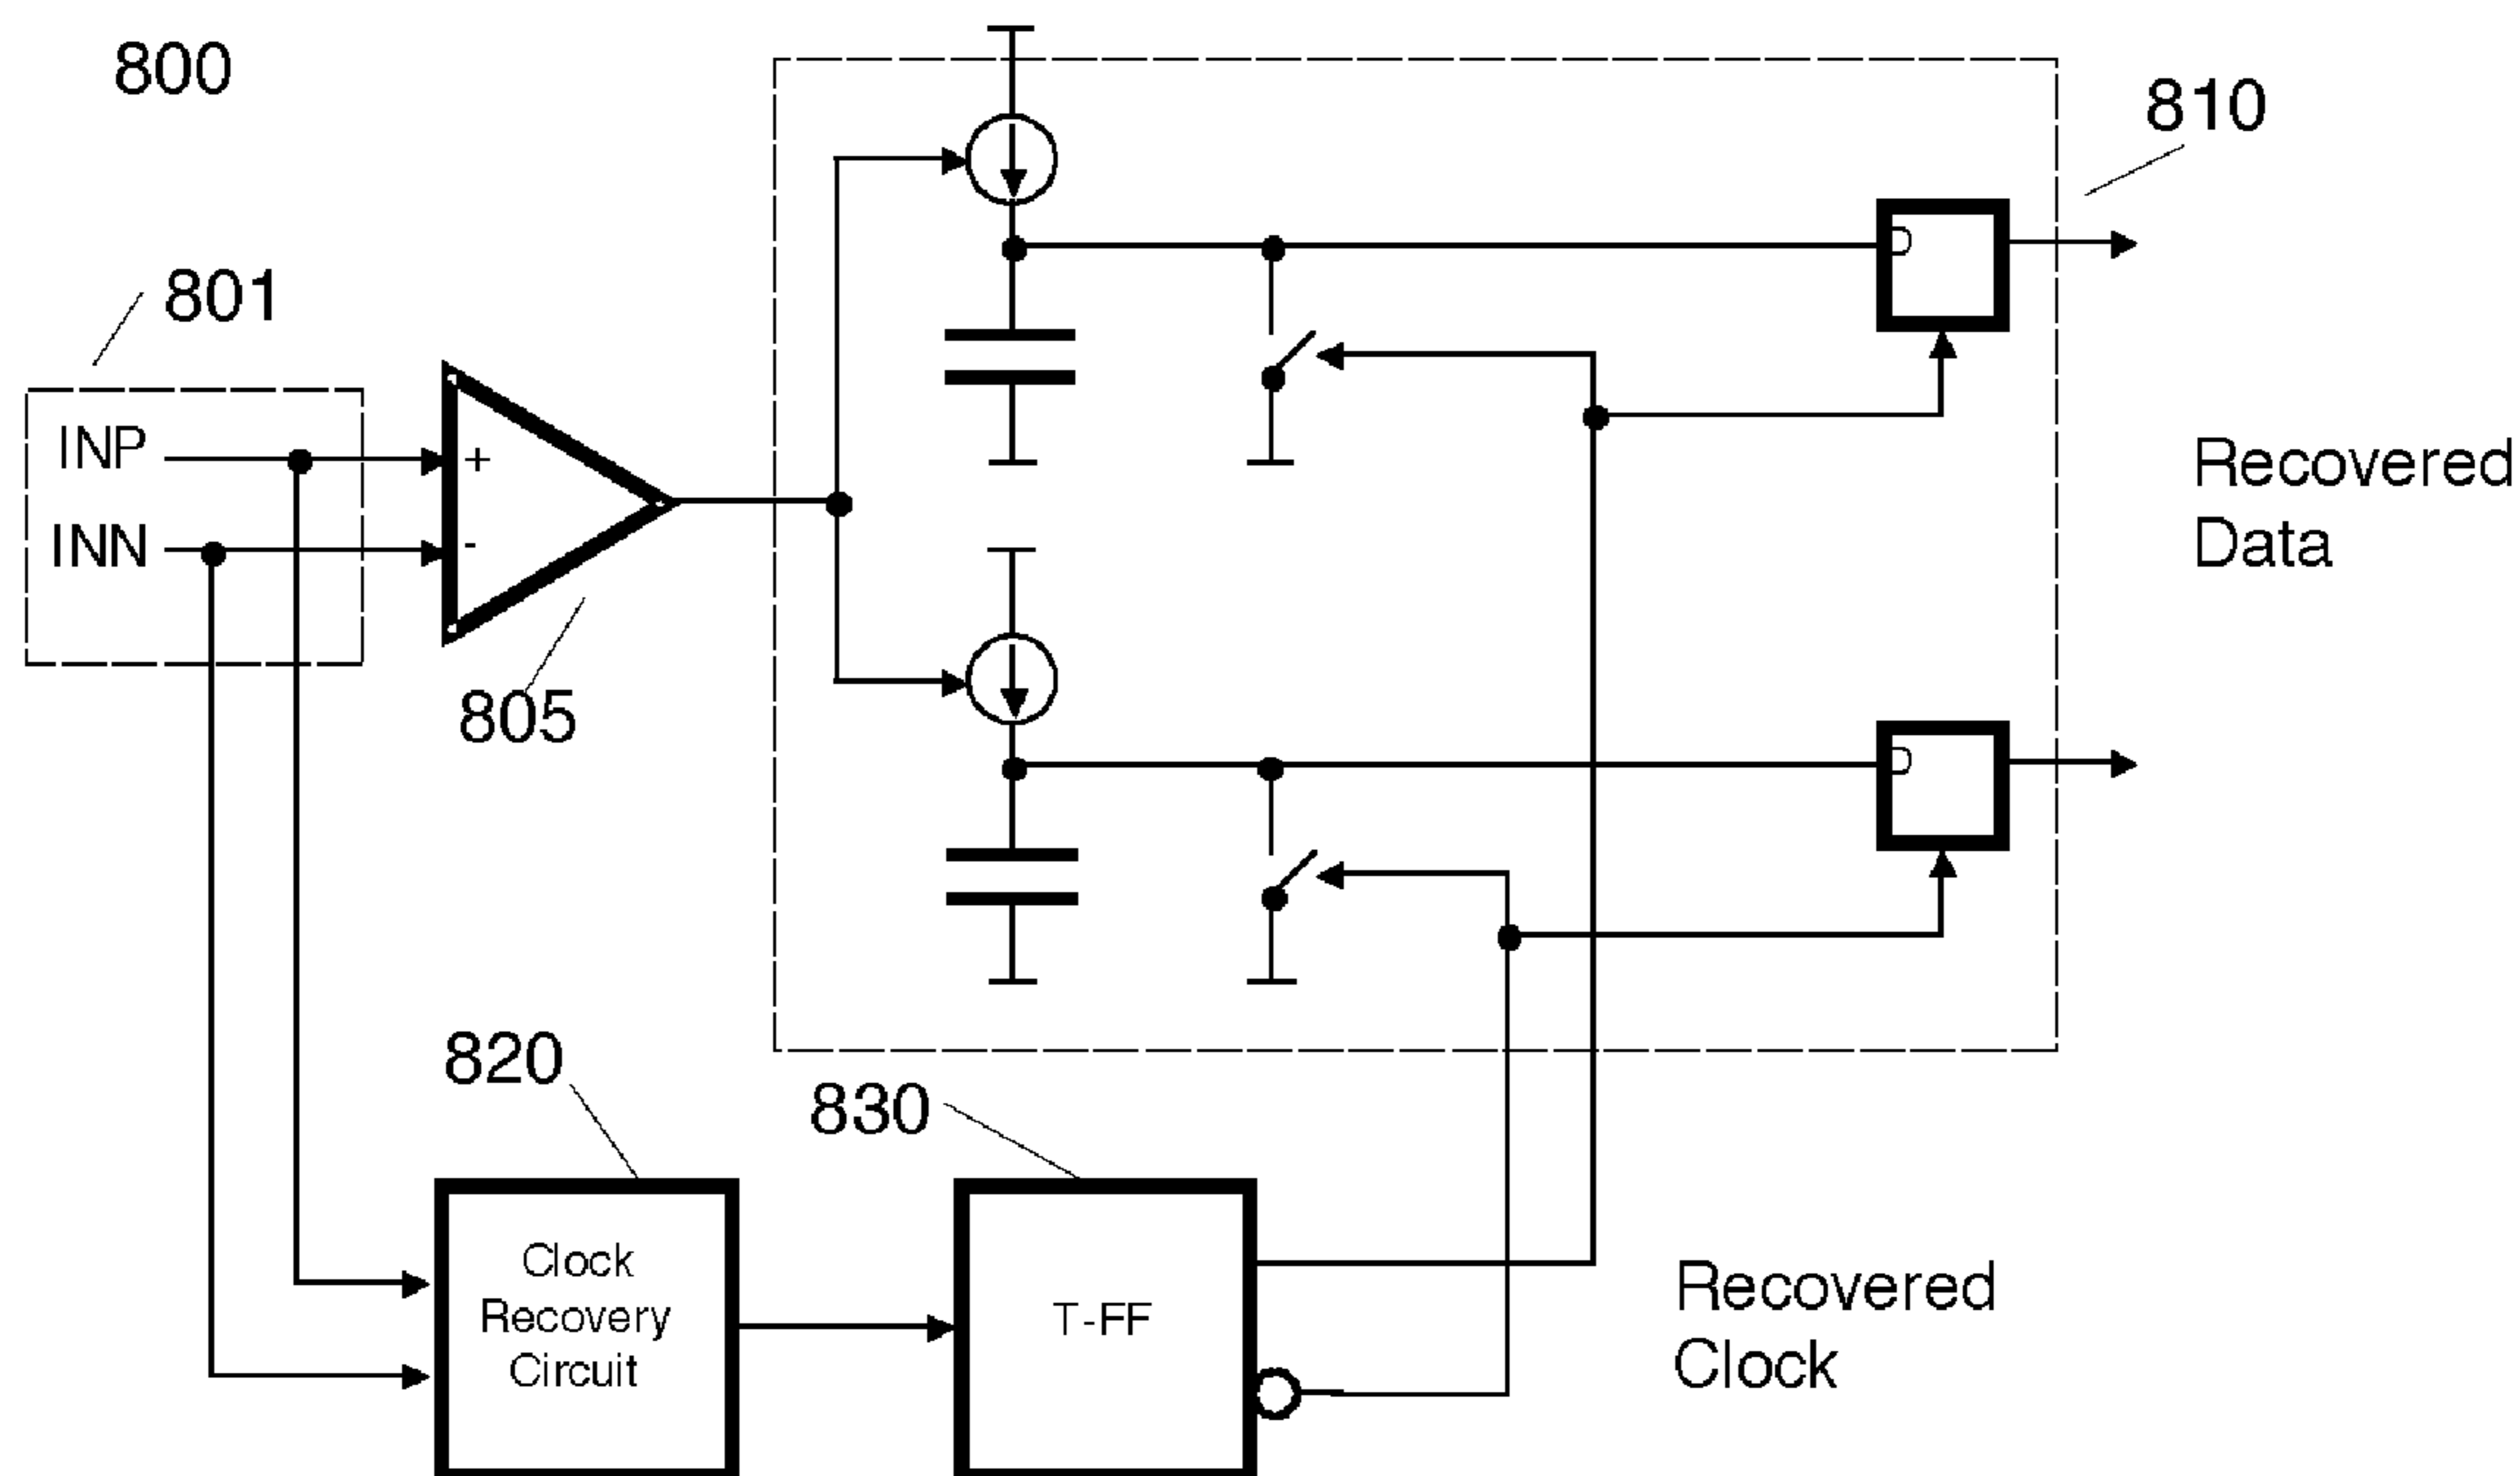 800
810
801
INP
+
INN
-
Recovered
Data
805
D
D
820
830
Clock
Recovery
Circuit
T-FF
Recovered
Clock